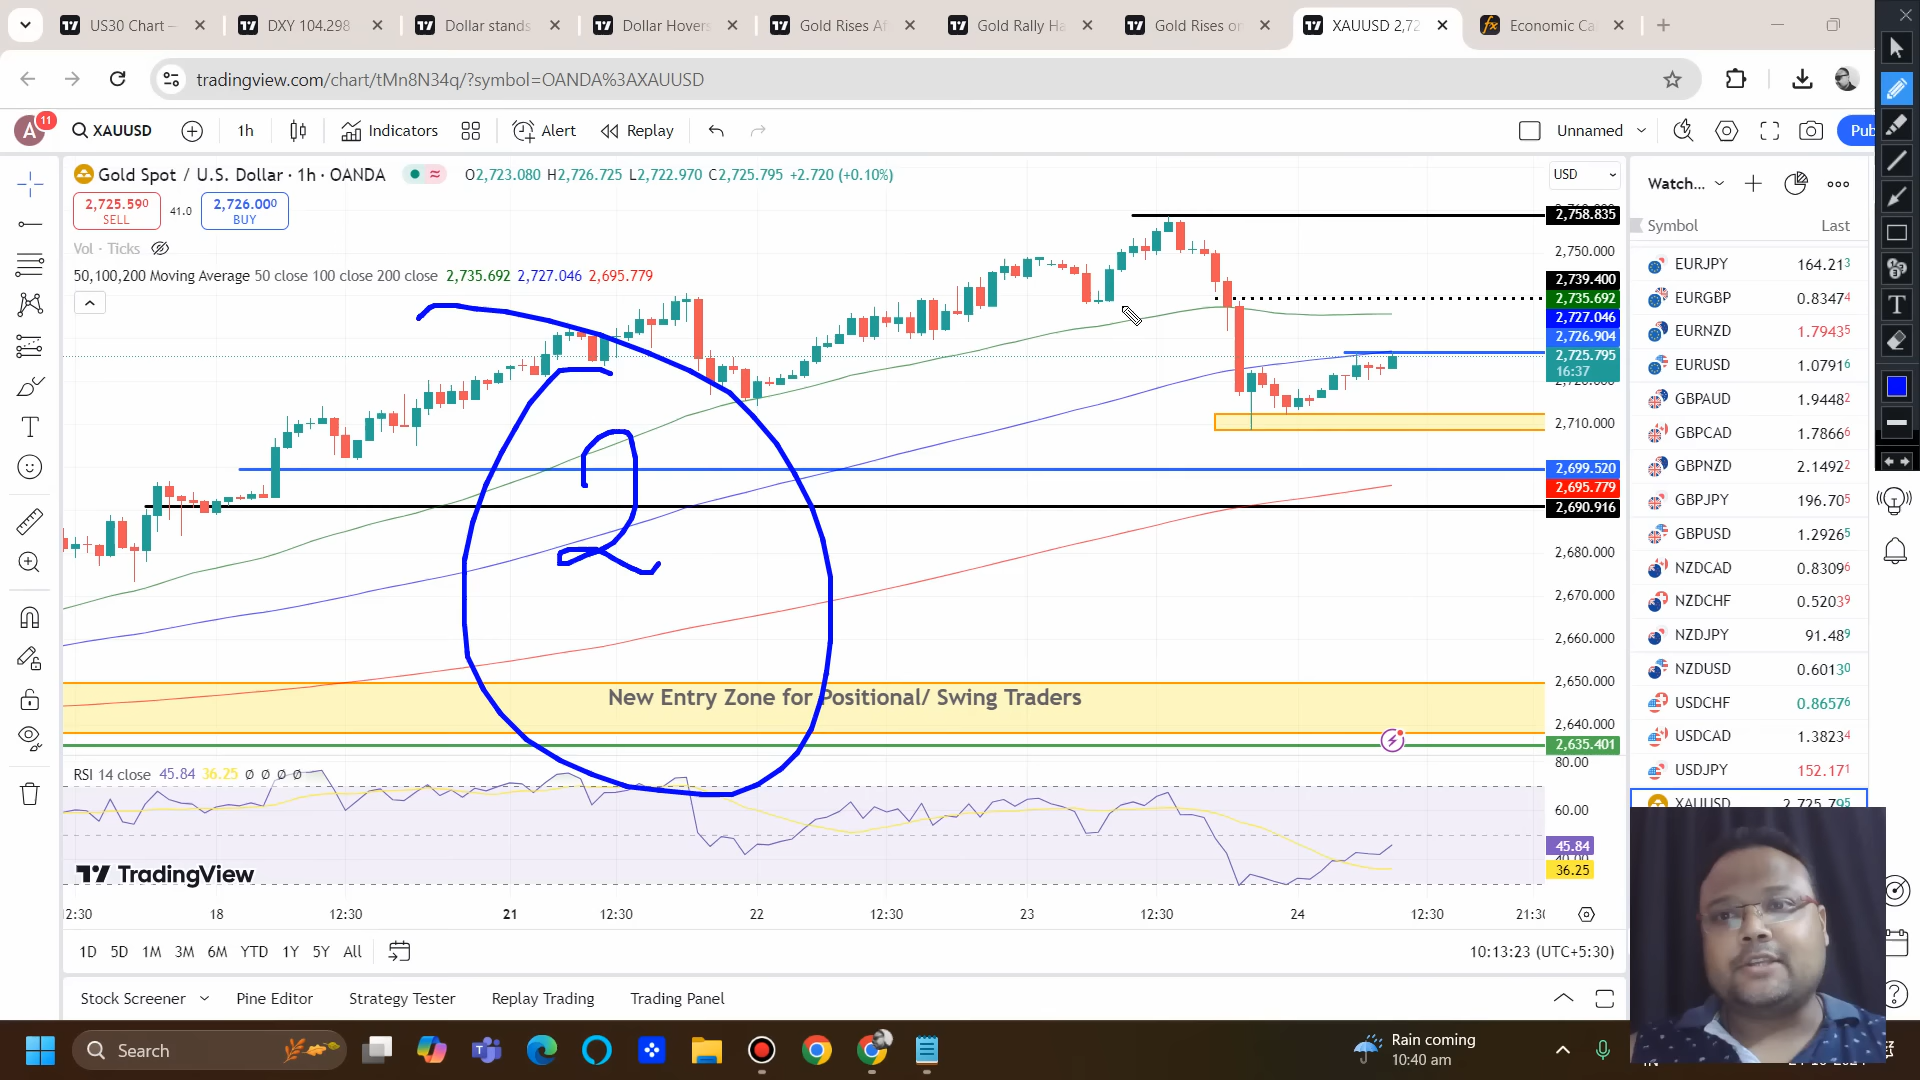 US30 Chart
DXY 104.298
Dollar stands
Dollar Hovers
Gold Rises Af
Gold Rally Ha
Gold Rises on
XAUUSD 2,72
Economic Ca
tradingview.com/chart/tMn8N34q/?symbol=OANDA%3AXAUUSD
A 11
XAUUSD
1h
Indicators
Alert
Replay
Unnamed
Pub
Gold Spot / U.S. Dollar · 1h · OANDA
O2,723.080 H2,726.725 L2,722.970 C2,725.795 +2.720 (+0.10%)
2,725.590
SELL
41.0
2,726.000
BUY
Vol · Ticks
50,100,200 Moving Average 50 close 100 close 200 close 2,735.692 2,727.046 2,695.779
2
New Entry Zone for Positional/ Swing Traders
USD
2,758.835
2,750.000
2,739.400
2,735.692
2,727.046
2,726.904
2,725.795
16:37
2,710.000
2,699.520
2,695.779
2,690.916
2,680.000
2,670.000
2,660.000
2,650.000
2,640.000
2,635.401
80.00
60.00
45.84
36.25
RSI 14 close 45.84 36.25 Ø Ø Ø Ø
TradingView
12:30
18
12:30
21
12:30
22
12:30
23
12:30
24
12:30
1D 5D 1M 3M 6M YTD 1Y 5Y All
10:13:23 (UTC+5:30)
Stock Screener
Pine Editor
Strategy Tester
Replay Trading
Trading Panel
Watch...
Symbol Last
EURJPY 164.213
EURGBP 0.83474
EURNZD 1.79435
EURUSD 1.07916
GBPAUD 1.94482
GBPCAD 1.78666
GBPNZD 2.14922
GBPJPY 196.705
GBPUSD 1.29265
NZDCAD 0.83096
NZDCHF 0.52039
NZDJPY 91.489
NZDUSD 0.60130
USDCHF 0.86576
USDCAD 1.38234
USDJPY 152.171
XAUUSD 2,725.795
Search
Rain coming
10:40 am